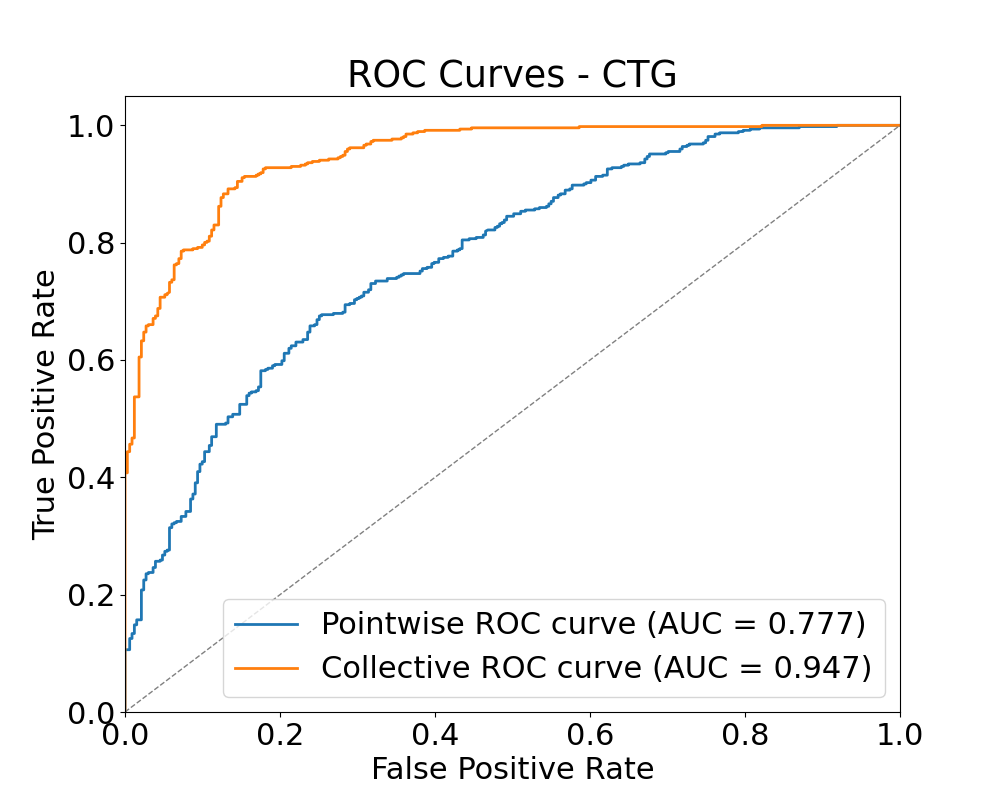 ROC Curves - CTG
True Positive Rate
1.0
0.8
0.6
0.4
0.2
0.0
Pointwise ROC curve (AUC = 0.777)
Collective ROC curve (AUC = 0.947)
0.0 0.2 0.4 0.6 0.8 1.0
False Positive Rate